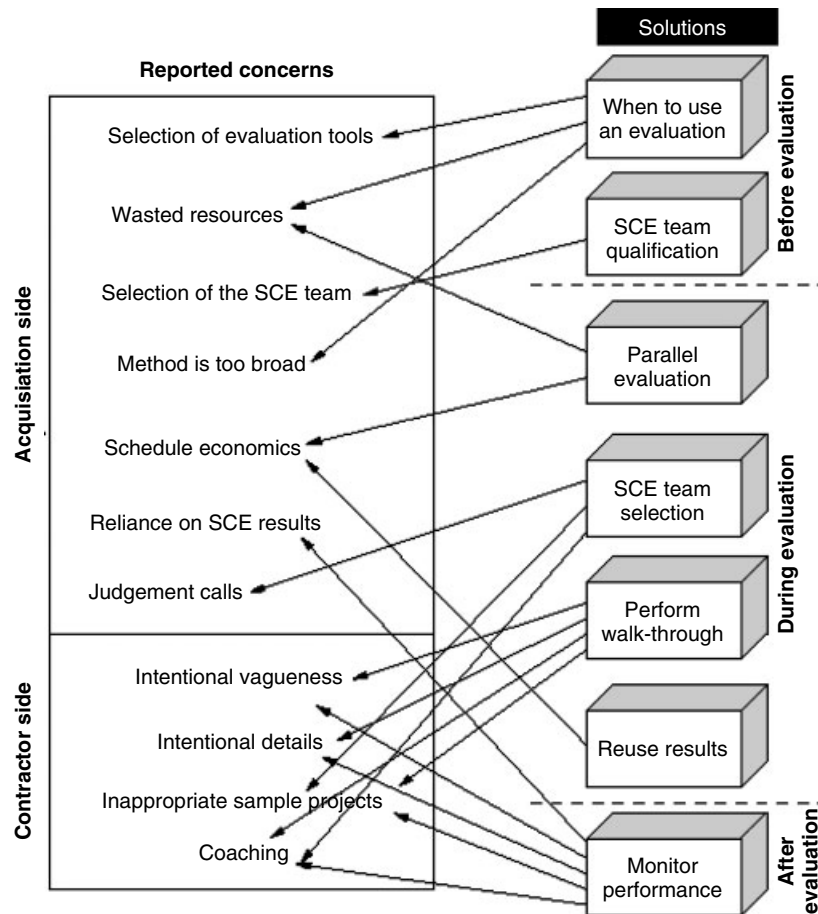 Solutions
Reported concerns
When to use
an evaluation
Selection of evaluation tools
Wasted resources
SCE team
qualification
Before evaluation
Selection of the SCE team
Method is too broad
Parallel
evaluation
Acquisiation side
Schedule economics
SCE team
selection
Reliance on SCE results
Judgement calls
During evaluation
Perform
walk-through
Intentional vagueness
Intentional details
Reuse results
Contractor side
Inappropriate sample projects
Coaching
Monitor
performance
After
evaluation